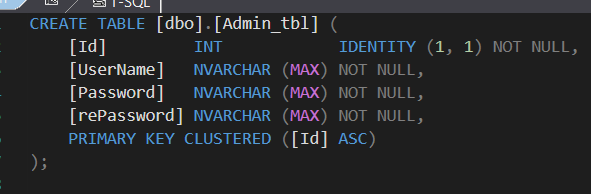 T-SQL
CREATE TABLE [dbo].[Admin_tbl] (
[Id] INT IDENTITY (1, 1) NOT NULL,
[UserName] NVARCHAR (MAX) NOT NULL,
[Password] NVARCHAR (MAX) NOT NULL,
[rePassword] NVARCHAR (MAX) NOT NULL,
PRIMARY KEY CLUSTERED ([Id] ASC)
);